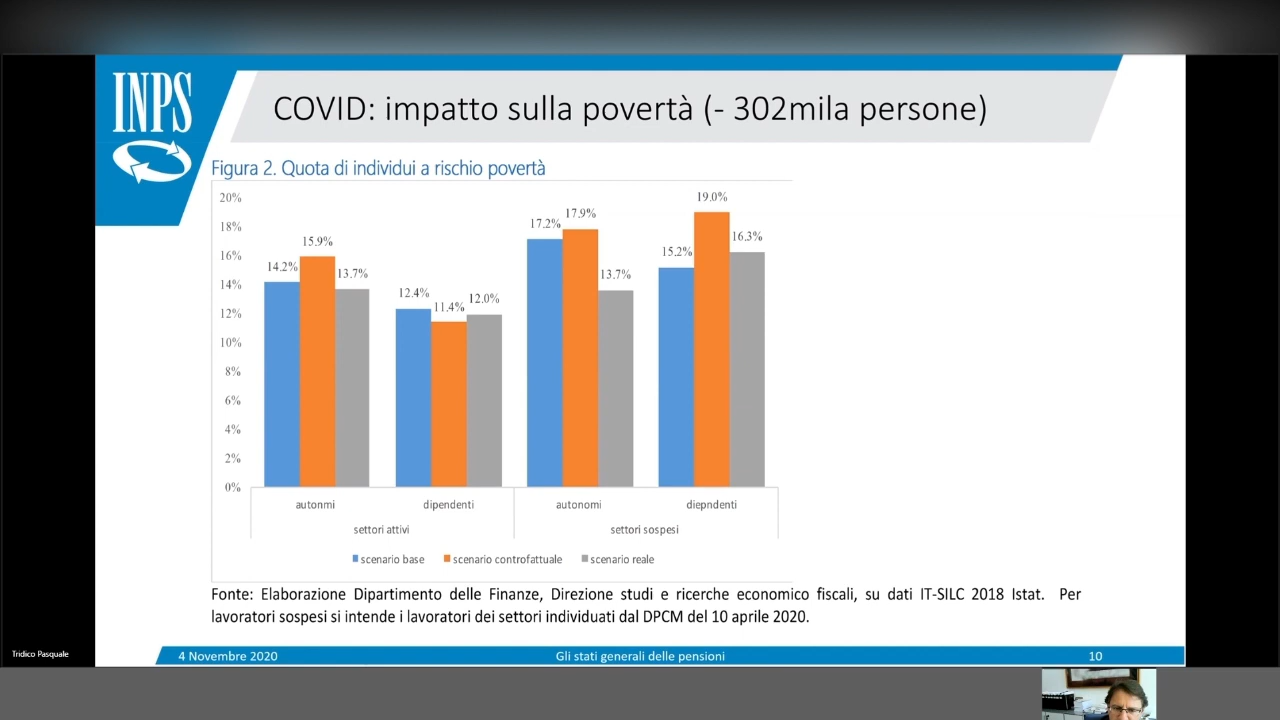 INPS
COVID: impatto sulla povertà (- 302mila persone)
Figura 2. Quota di individui a rischio povertà
20%
18%
16%
14%
12%
10%
8%
6%
4%
2%
0%
14.2%
15.9%
13.7%
12.4%
11.4%
12.0%
17.2%
17.9%
13.7%
15.2%
19.0%
16.3%
autonmi
dipendenti
autonomi
diepndenti
settori attivi
settori sospesi
scenario base
scenario controfattuale
scenario reale
Fonte: Elaborazione Dipartimento delle Finanze, Direzione studi e ricerche economico fiscali, su dati IT-SILC 2018 Istat. Per
lavoratori sospesi si intende i lavoratori dei settori individuati dal DPCM del 10 aprile 2020.
Tridico Pasquale
4 Novembre 2020
Gli stati generali delle pensioni
10